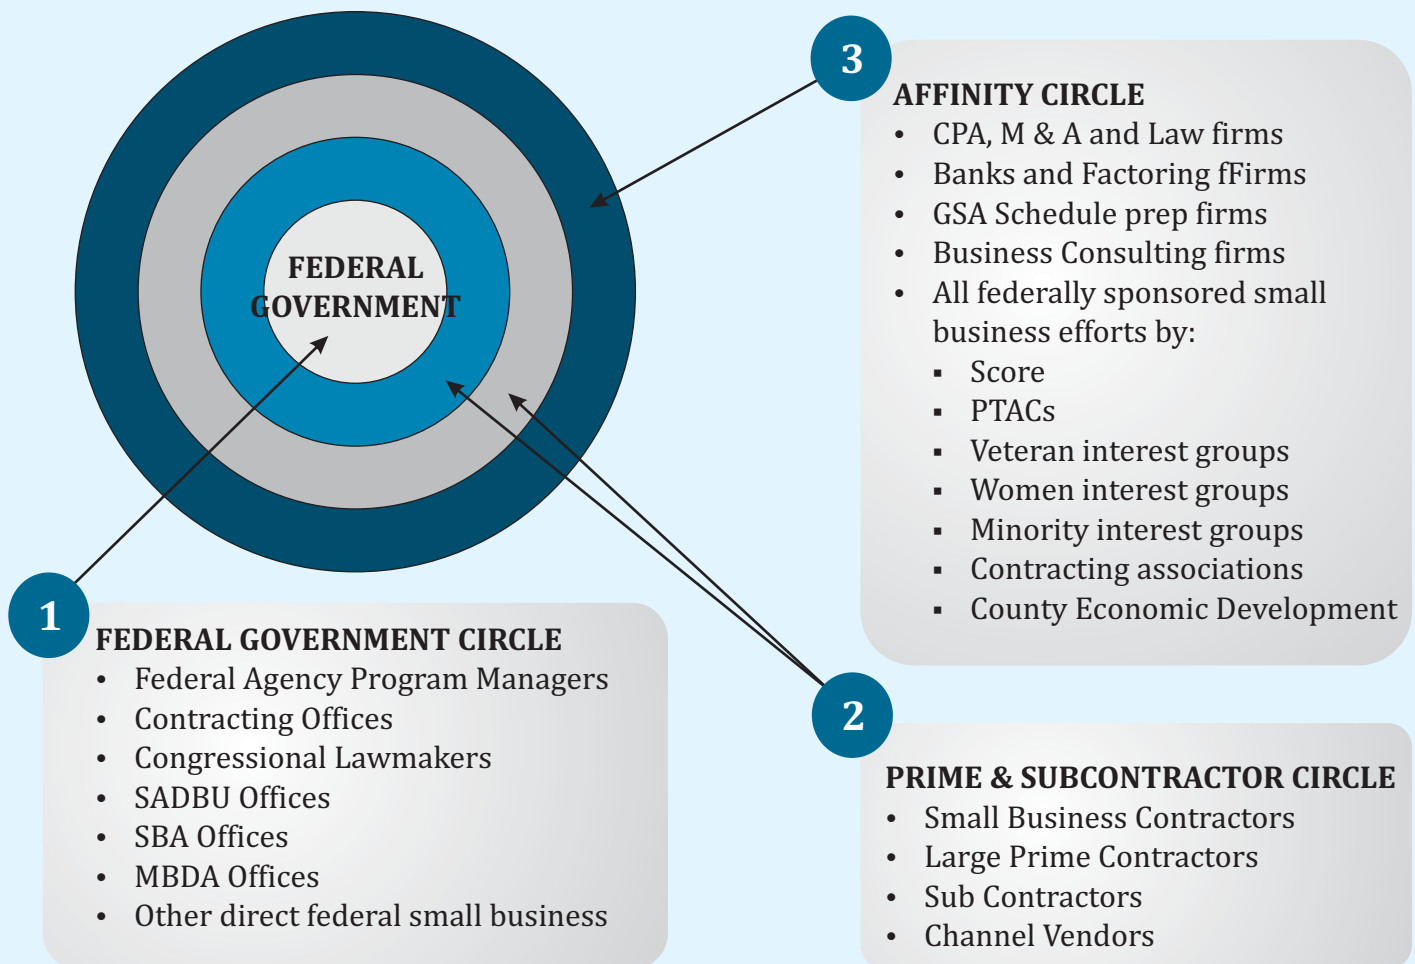 FEDERAL
GOVERNMENT
1
FEDERAL GOVERNMENT CIRCLE
• Federal Agency Program Managers
• Contracting Offices
• Congressional Lawmakers
• SADBU Offices
• SBA Offices
• MBDA Offices
• Other direct federal small business
2
PRIME & SUBCONTRACTOR CIRCLE
• Small Business Contractors
• Large Prime Contractors
• Sub Contractors
• Channel Vendors
3
AFFINITY CIRCLE
• CPA, M & A and Law firms
• Banks and Factoring fFirms
• GSA Schedule prep firms
• Business Consulting firms
• All federally sponsored small
business efforts by:
▪ Score
▪ PTACs
▪ Veteran interest groups
▪ Women interest groups
▪ Minority interest groups
▪ Contracting associations
▪ County Economic Development